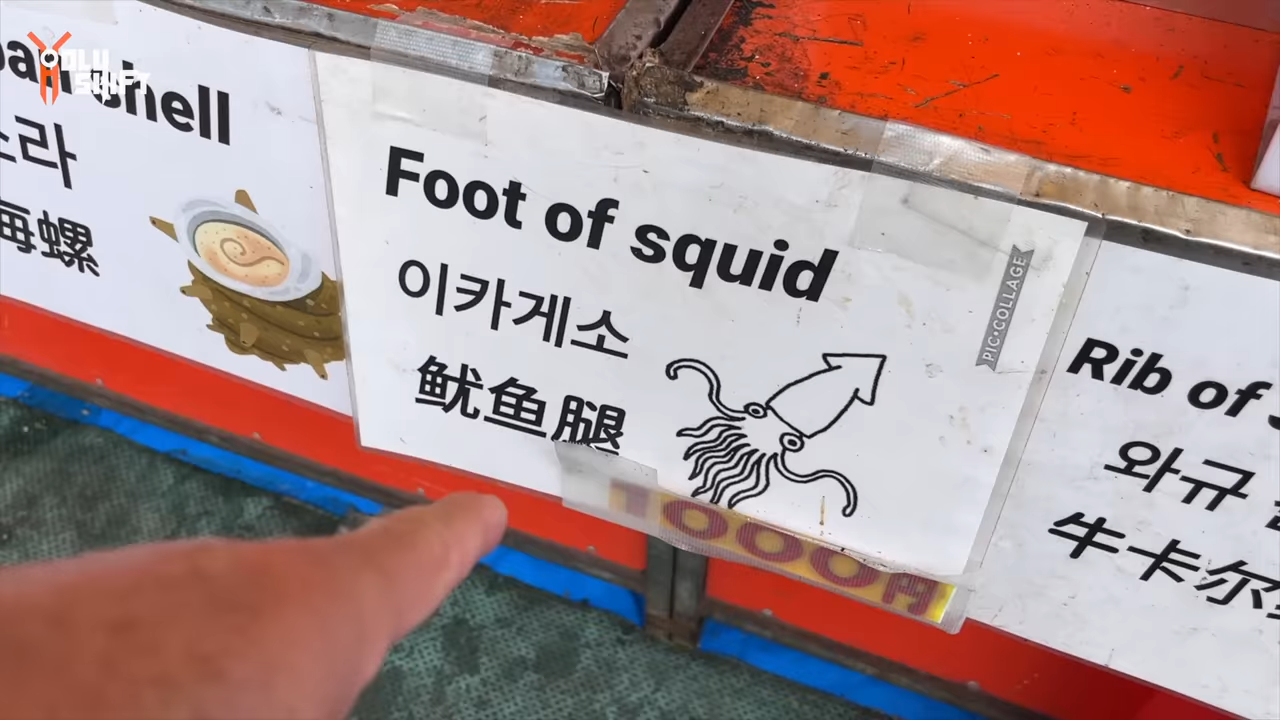 shell
소라
海螺
Foot of squid
이카게소
鱿鱼腿
PIC•COLLAGE
1000円
Rib of
와규
牛卡尔